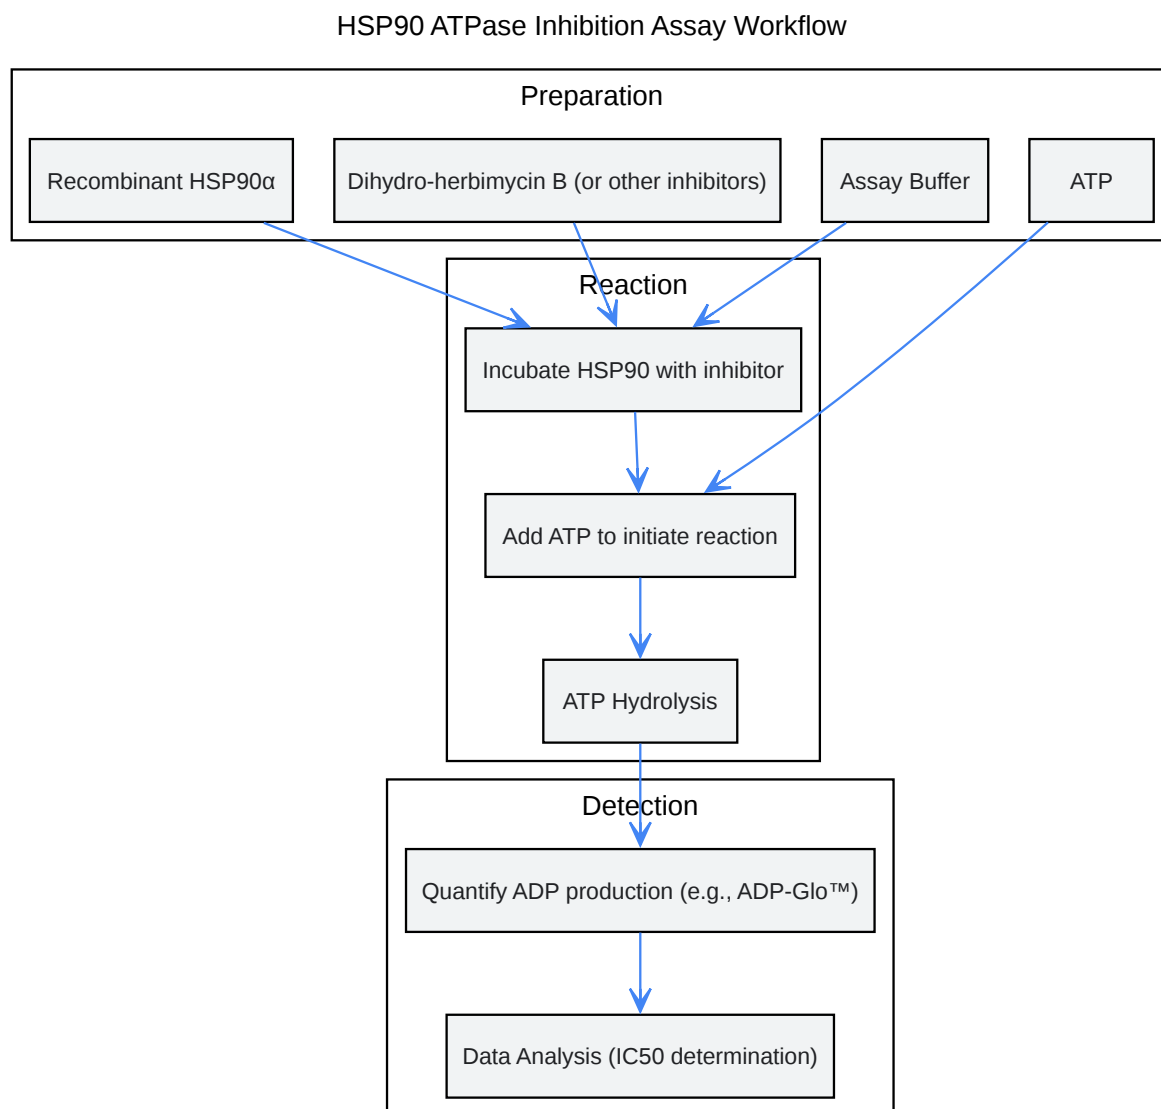 HSP90 ATPase Inhibition Assay Workflow
Preparation
Recombinant HSP90α
Dihydro-herbimycin B (or other inhibitors)
Assay Buffer
ATP
Reaction
Incubate HSP90 with inhibitor
Add ATP to initiate reaction
ATP Hydrolysis
Detection
Quantify ADP production (e.g., ADP-Glo™)
Data Analysis (IC50 determination)